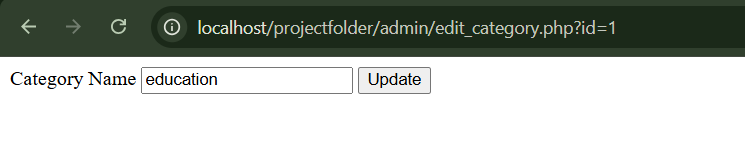 localhost/projectfolder/admin/edit_category.php?id=1
Category Name education Update